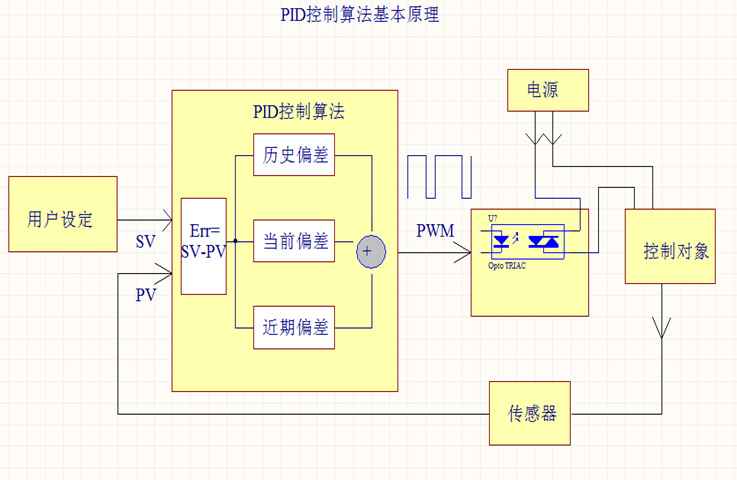 PID控制算法基本原理
电源
PID控制算法
历史偏差
用户设定
SV
Err=
SV-PV
当前偏差
+
PWM
U?
Opto TRIAC
控制对象
PV
近期偏差
传感器